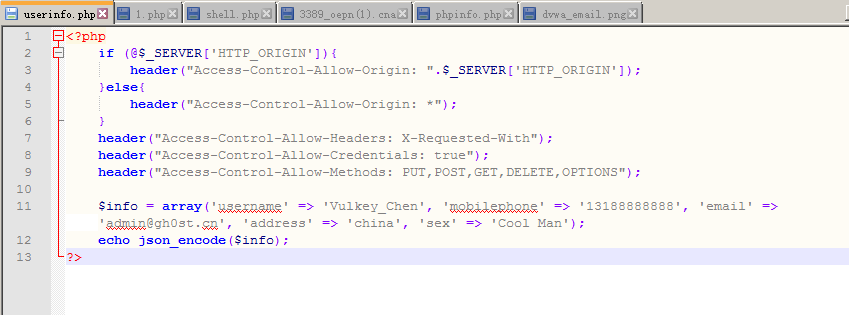 userinfo.php 1.php shell.php 3389_oepn(1).cna phpinfo.php dvwa_email.png
1 <?php
2 if (@$_SERVER['HTTP_ORIGIN']){
3 header("Access-Control-Allow-Origin: ".$_SERVER['HTTP_ORIGIN']);
4 }else{
5 header("Access-Control-Allow-Origin: *");
6 }
7 header("Access-Control-Allow-Headers: X-Requested-With");
8 header("Access-Control-Allow-Credentials: true");
9 header("Access-Control-Allow-Methods: PUT,POST,GET,DELETE,OPTIONS");
10
11 $info = array('username' => 'Vulkey_Chen', 'mobilephone' => '13188888888', 'email' =>
'admin@gh0st.cn', 'address' => 'china', 'sex' => 'Cool Man');
12 echo json_encode($info);
13 ?>